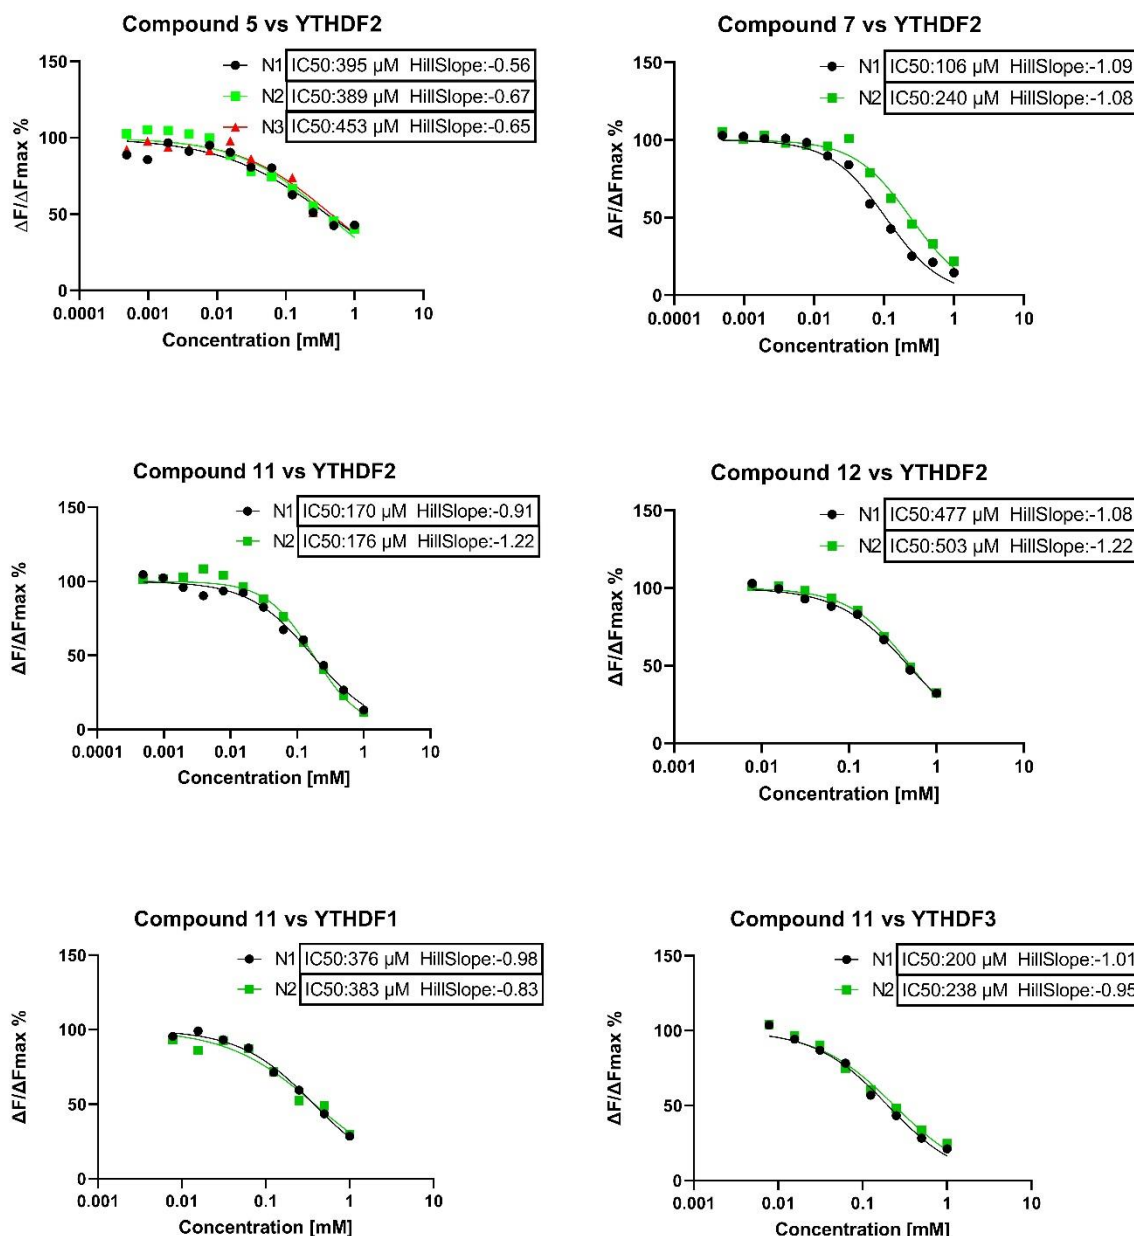 Compound 5 vs YTHDF2
150
100
50
0
0.0001 0.001 0.01 0.1 1 10
ΔF/ΔFmax %
Concentration [mM]
N1 IC50:395 µM HillSlope:-0.56
N2 IC50:389 µM HillSlope:-0.67
N3 IC50:453 µM HillSlope:-0.65
Compound 7 vs YTHDF2
150
100
50
0
0.0001 0.001 0.01 0.1 1 10
ΔF/ΔFmax %
Concentration [mM]
N1 IC50:106 µM HillSlope:-1.09
N2 IC50:240 µM HillSlope:-1.08
Compound 11 vs YTHDF2
150
100
50
0
0.0001 0.001 0.01 0.1 1 10
ΔF/ΔFmax %
Concentration [mM]
N1 IC50:170 µM HillSlope:-0.91
N2 IC50:176 µM HillSlope:-1.22
Compound 12 vs YTHDF2
150
100
50
0
0.001 0.01 0.1 1 10
ΔF/ΔFmax %
Concentration [mM]
N1 IC50:477 µM HillSlope:-1.08
N2 IC50:503 µM HillSlope:-1.22
Compound 11 vs YTHDF1
150
100
50
0
0.001 0.01 0.1 1 10
ΔF/ΔFmax %
Concentration [mM]
N1 IC50:376 µM HillSlope:-0.98
N2 IC50:383 µM HillSlope:-0.83
Compound 11 vs YTHDF3
150
100
50
0
0.001 0.01 0.1 1 10
ΔF/ΔFmax %
Concentration [mM]
N1 IC50:200 µM HillSlope:-1.01
N2 IC50:238 µM HillSlope:-0.95